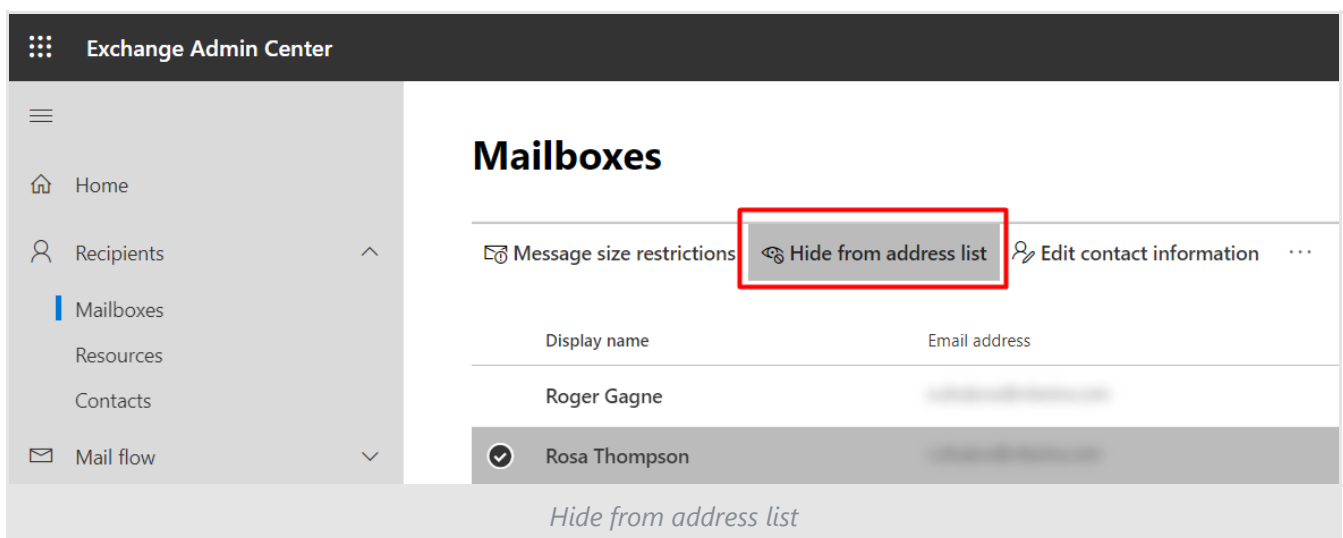 Exchange Admin Center
Home
Recipients
Mailboxes
Resources
Contacts
Mail flow
Mailboxes
Message size restrictions Hide from address list Edit contact information ...
Display name Email address
Roger Gagne
Rosa Thompson
Hide from address list